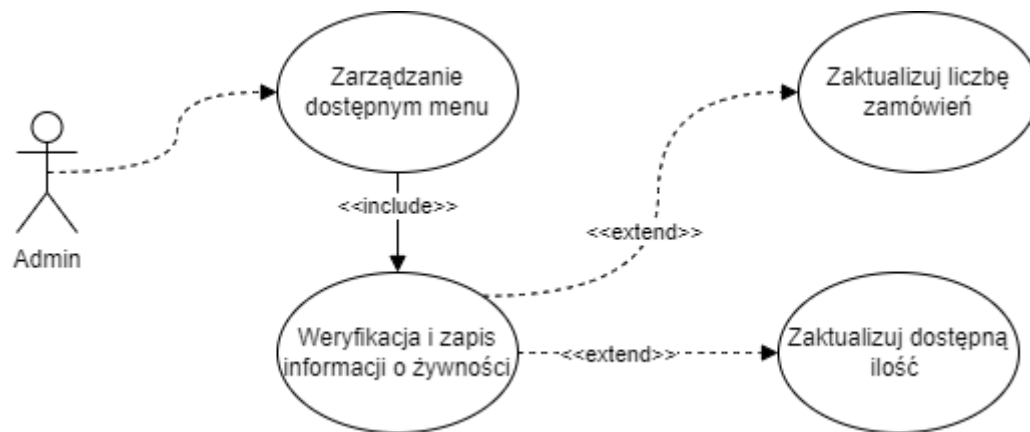 Zarządzanie
dostępnym menu
Zaktualizuj liczbę
zamówień
<<include>>
<<extend>>
Admin
Weryfikacja i zapis
informacji o żywności
<<extend>>
Zaktualizuj dostępną
ilość